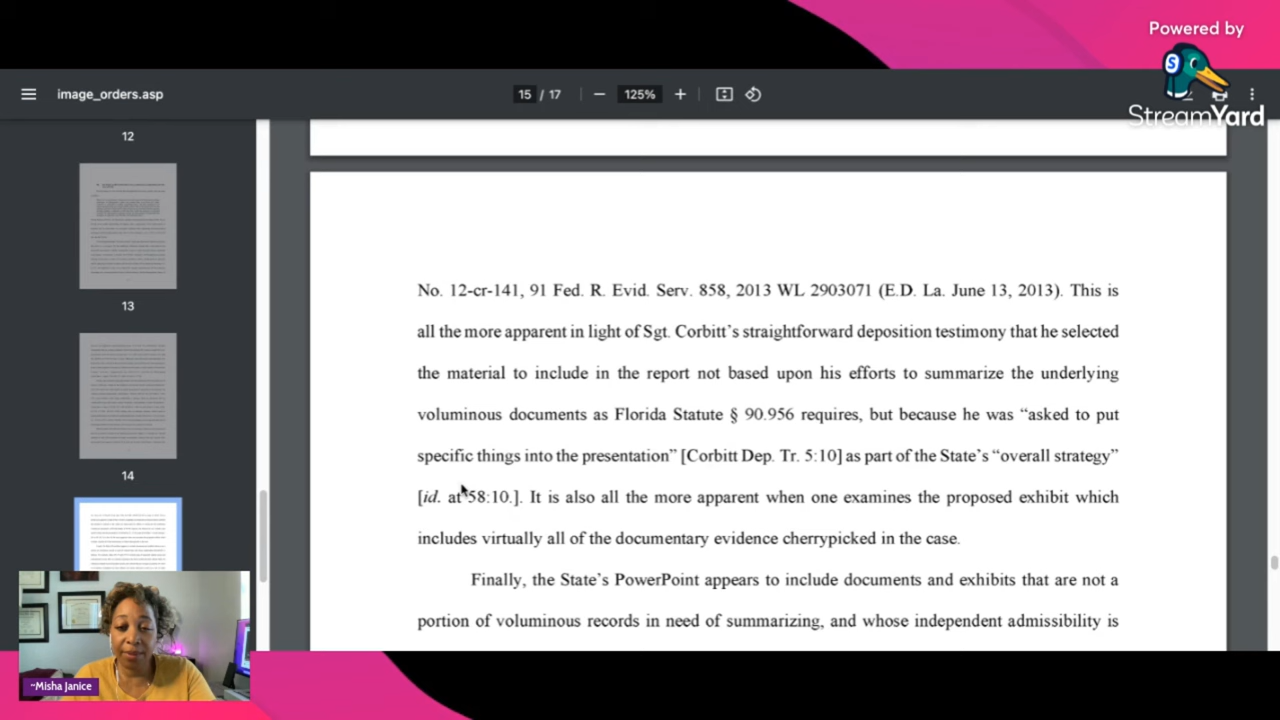 Powered by
StreamYard
image_orders.asp
15 / 17
125%
12
13
14
No. 12-cr-141, 91 Fed. R. Evid. Serv. 858, 2013 WL 2903071 (E.D. La. June 13, 2013). This is
all the more apparent in light of Sgt. Corbitt’s straightforward deposition testimony that he selected
the material to include in the report not based upon his efforts to summarize the underlying
voluminous documents as Florida Statute § 90.956 requires, but because he was “asked to put
specific things into the presentation” [Corbitt Dep. Tr. 5:10] as part of the State’s “overall strategy”
[id. at 58:10.]. It is also all the more apparent when one examines the proposed exhibit which
includes virtually all of the documentary evidence cherrypicked in the case.
Finally, the State’s PowerPoint appears to include documents and exhibits that are not a
portion of voluminous records in need of summarizing, and whose independent admissibility is
~Misha Janice